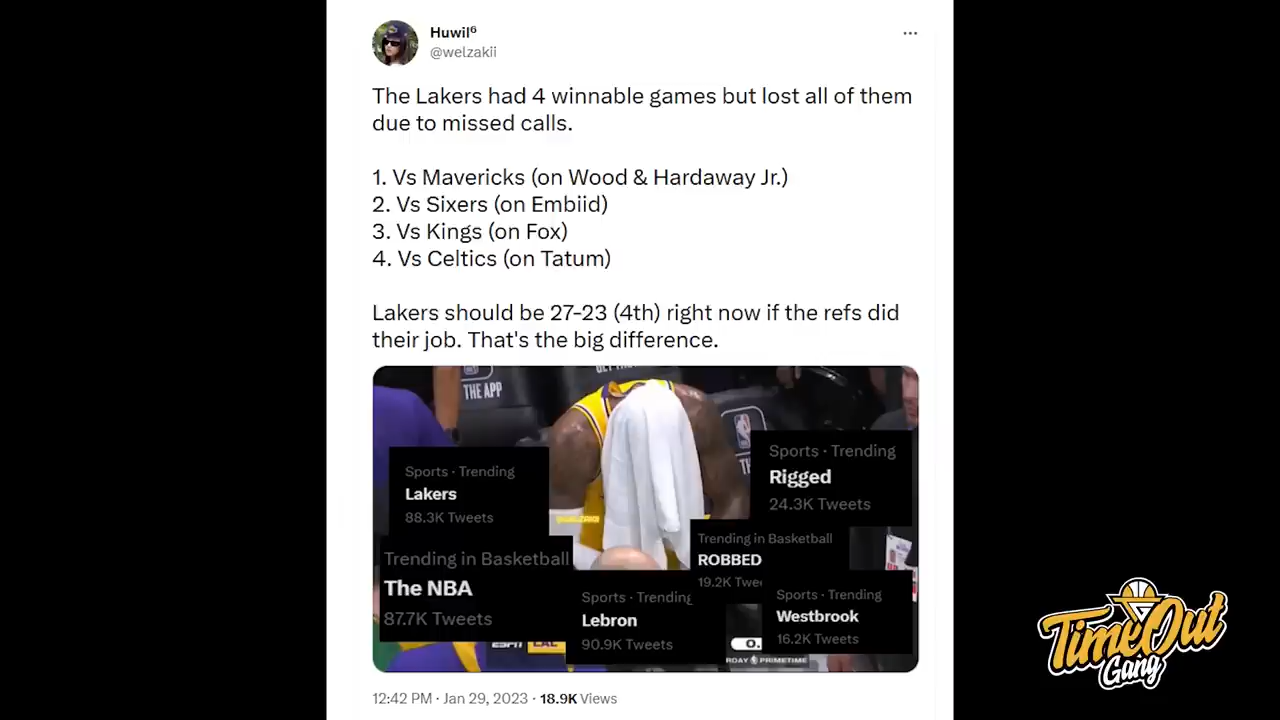 Huwil⁶
@welzakii
The Lakers had 4 winnable games but lost all of them
due to missed calls.
1. Vs Mavericks (on Wood & Hardaway Jr.)
2. Vs Sixers (on Embiid)
3. Vs Kings (on Fox)
4. Vs Celtics (on Tatum)
Lakers should be 27-23 (4th) right now if the refs did
their job. That's the big difference.
THE APP
Sports · Trending
Lakers
88.3K Tweets
Sports · Trending
Rigged
24.3K Tweets
Trending in Basketball
The NBA
87.7K Tweets
Trending in Basketball
ROBBED
19.2K
Sports · Trending
Lebron
90.9K Tweets
Sports · Trending
Westbrook
16.2K Tweets
ESPN LAL
0.
PRIMETIME
12:42 PM · Jan 29, 2023 · 18.9K Views
TimeOut
Gang